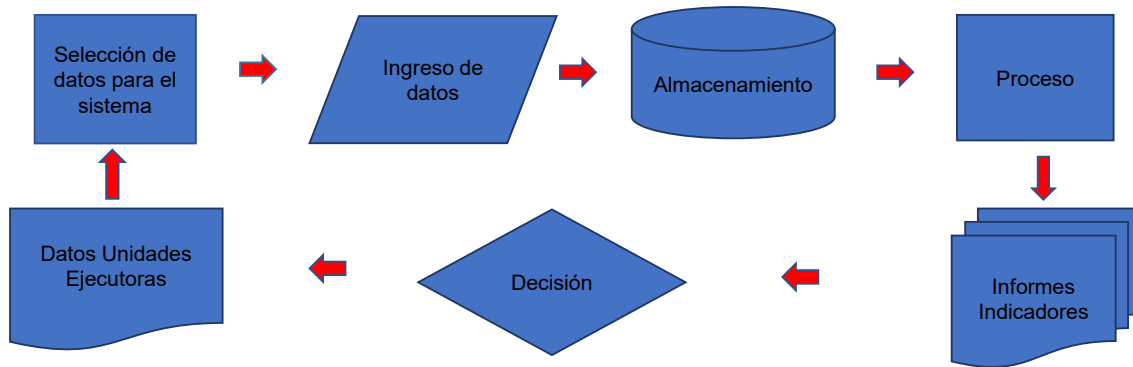 Selección de
datos para el
sistema
Ingreso de
datos
Almacenamiento
Proceso
Informes
Indicadores
Decisión
Datos Unidades
Ejecutoras